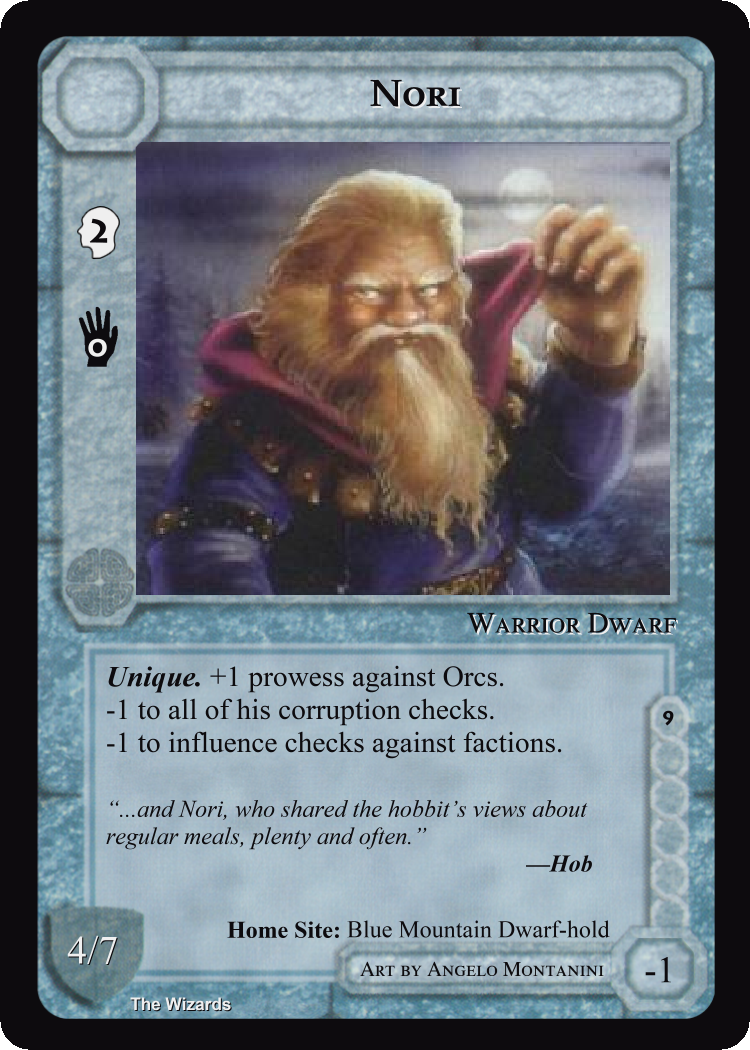 Nori
2
0
Warrior Dwarf
Unique. +1 prowess against Orcs.
-1 to all of his corruption checks.
-1 to influence checks against factions.
9
“...and Nori, who shared the hobbit’s views about
regular meals, plenty and often.”
—Hob
Home Site: Blue Mountain Dwarf-hold
4/7
Art by Angelo Montanini
-1
The Wizards